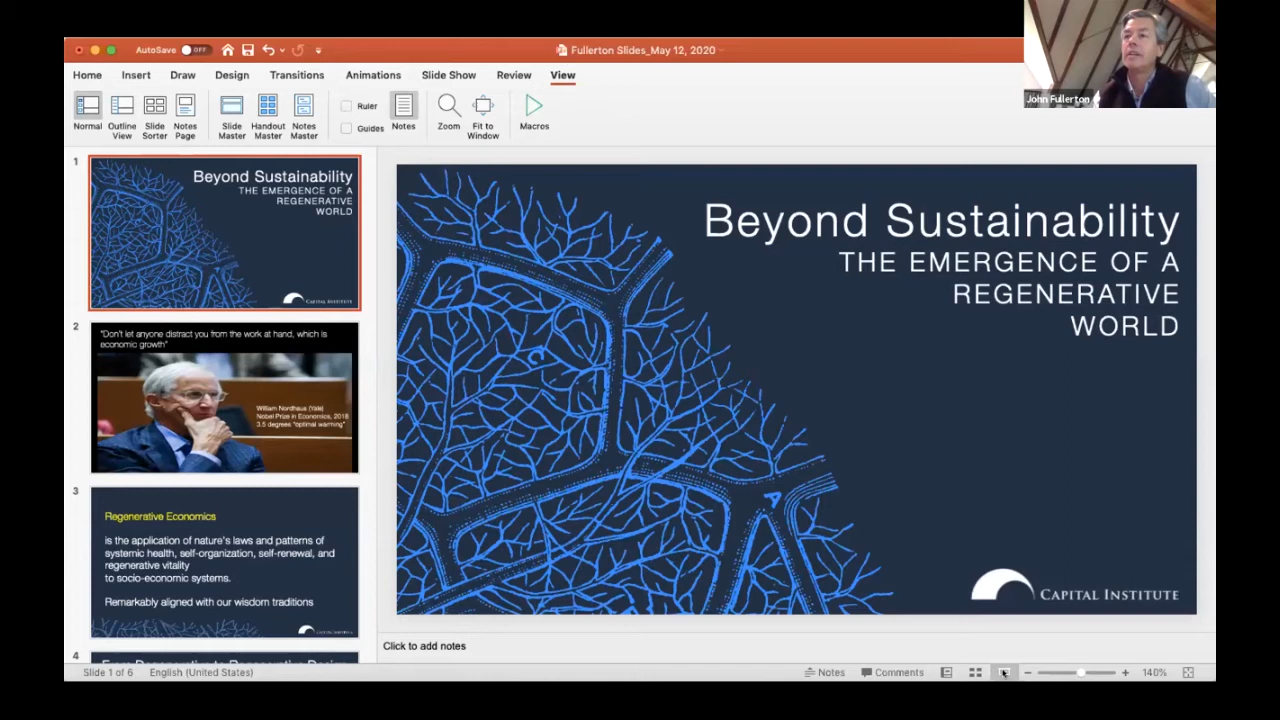 AutoSave OFF
Fullerton Slides_May 12, 2020
John Fullerton
Home Insert Draw Design Transitions Animations Slide Show Review View
Normal
Outline View
Slide Sorter
Notes Page
Slide Master
Handout Master
Notes Master
Ruler
Guides
Notes
Zoom
Fit to Window
Macros
1
Beyond Sustainability
THE EMERGENCE OF A
REGENERATIVE
WORLD
CAPITAL INSTITUTE
2
"Don't let anyone distract you from the work at hand, which is
economic growth"
William Nordhaus (Yale)
Nobel Prize in Economics, 2018
3.5 degrees "optimal warming"
3
Regenerative Economics
is the application of nature's laws and patterns of
systemic health, self-organization, self-renewal, and
regenerative vitality
to socio-economic systems.
Remarkably aligned with our wisdom traditions
CAPITAL INSTITUTE
4
Beyond Sustainability
THE EMERGENCE OF A
REGENERATIVE
WORLD
C
A
CAPITAL INSTITUTE
Click to add notes
Slide 1 of 6 English (United States) Notes Comments 140%